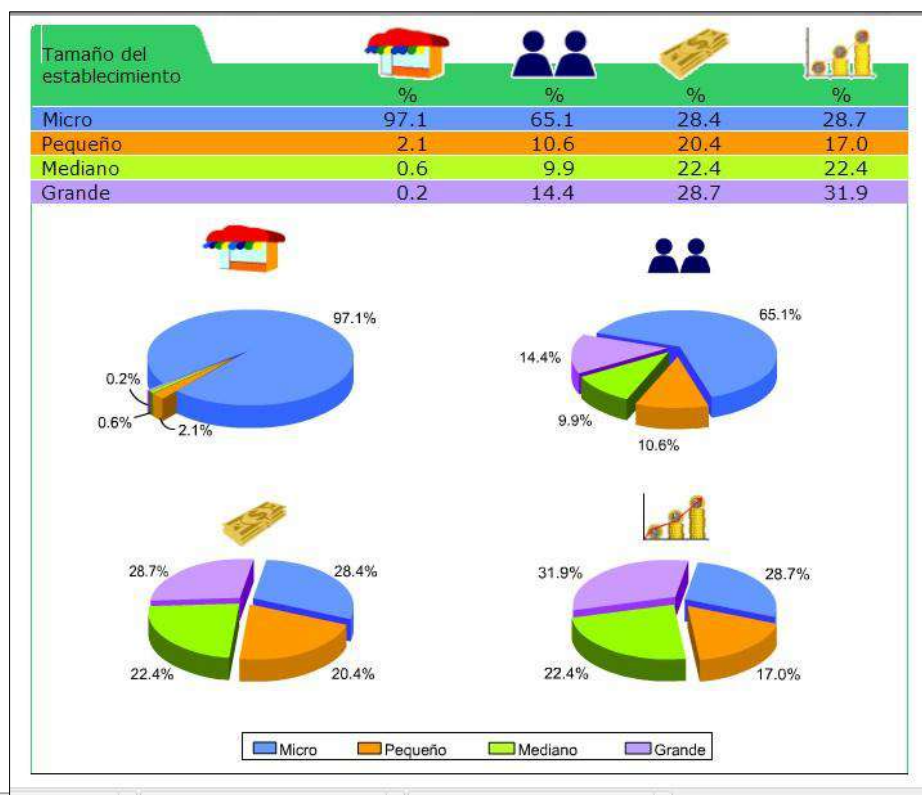 Tamaño del
establecimiento
% % % %
Micro 97.1 65.1 28.4 28.7
Pequeño 2.1 10.6 20.4 17.0
Mediano 0.6 9.9 22.4 22.4
Grande 0.2 14.4 28.7 31.9
97.1%
0.2%
0.6%
2.1%
65.1%
14.4%
9.9%
10.6%
28.7% 28.4%
22.4% 20.4%
31.9% 28.7%
22.4% 17.0%
Micro Pequeño Mediano Grande